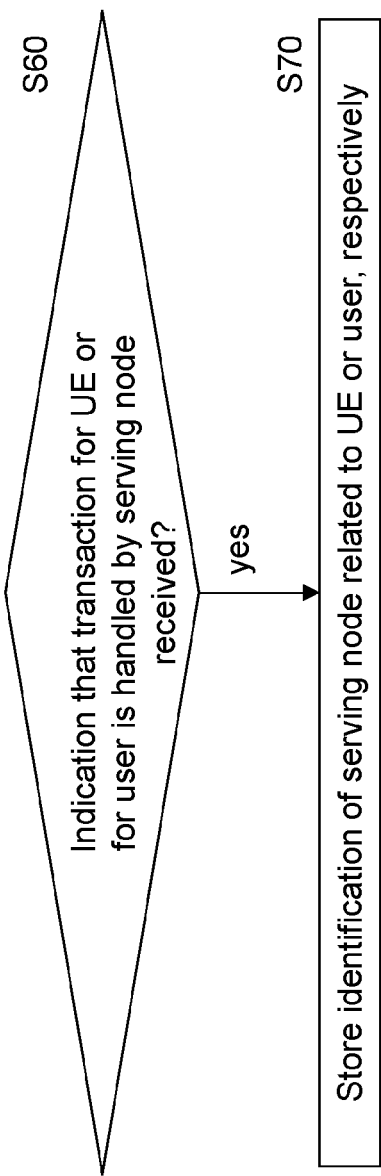 S60
Indication that transaction for UE or
for user is handled by serving node
received?
yes
S70
Store identification of serving node related to UE or user, respectively